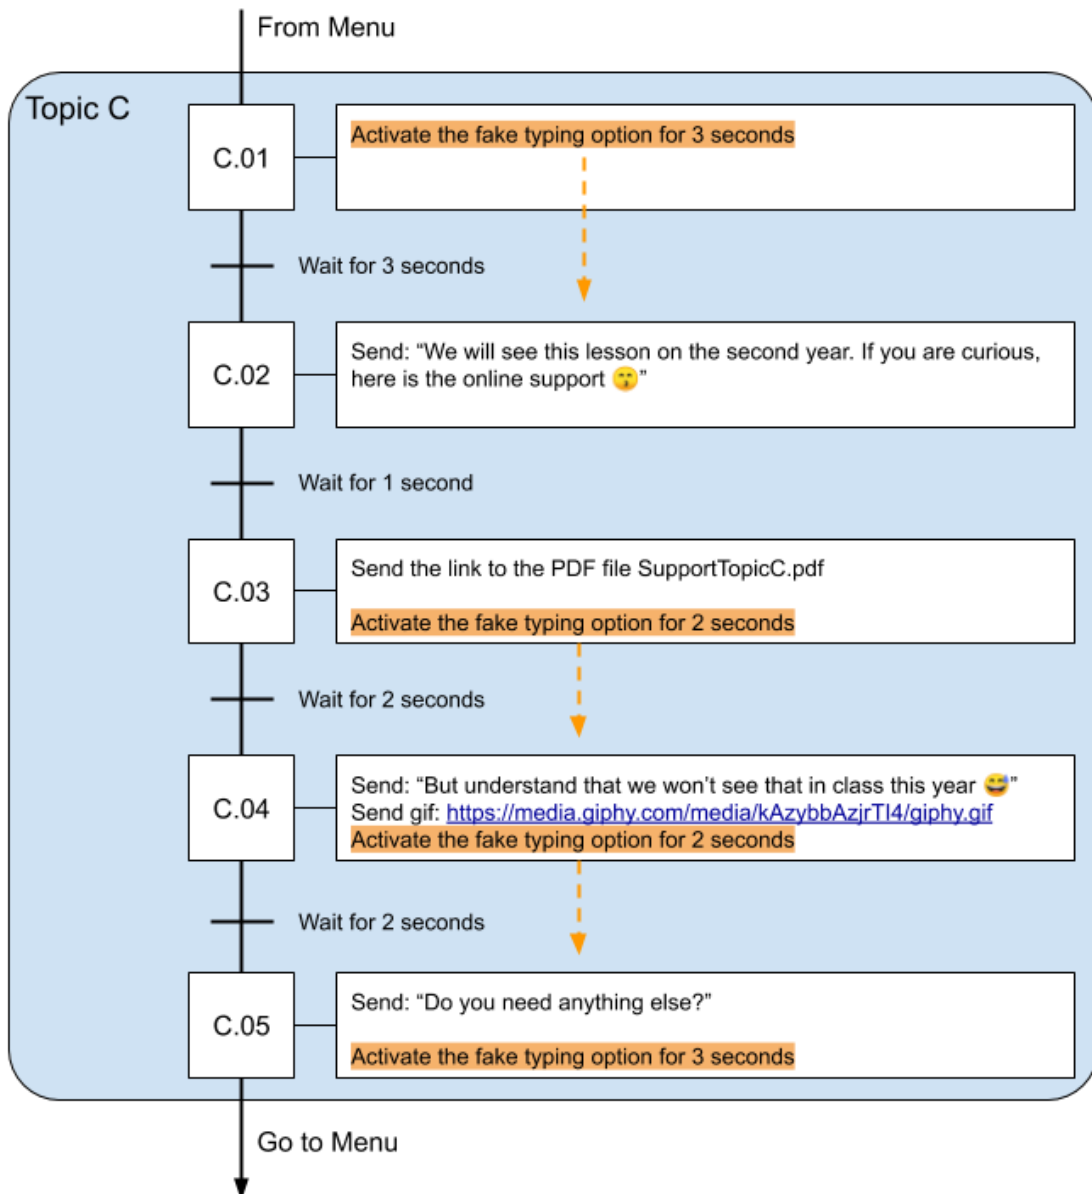 From Menu
Topic C
C.01
Activate the fake typing option for 3 seconds
Wait for 3 seconds
C.02
Send: “We will see this lesson on the second year. If you are curious,
here is the online support 😙”
Wait for 1 second
C.03
Send the link to the PDF file SupportTopicC.pdf
Activate the fake typing option for 2 seconds
Wait for 2 seconds
C.04
Send: “But understand that we won’t see that in class this year 😅”
Send gif: https://media.giphy.com/media/kAzybbAzjrTI4/giphy.gif
Activate the fake typing option for 2 seconds
Wait for 2 seconds
C.05
Send: “Do you need anything else?”
Activate the fake typing option for 3 seconds
Go to Menu